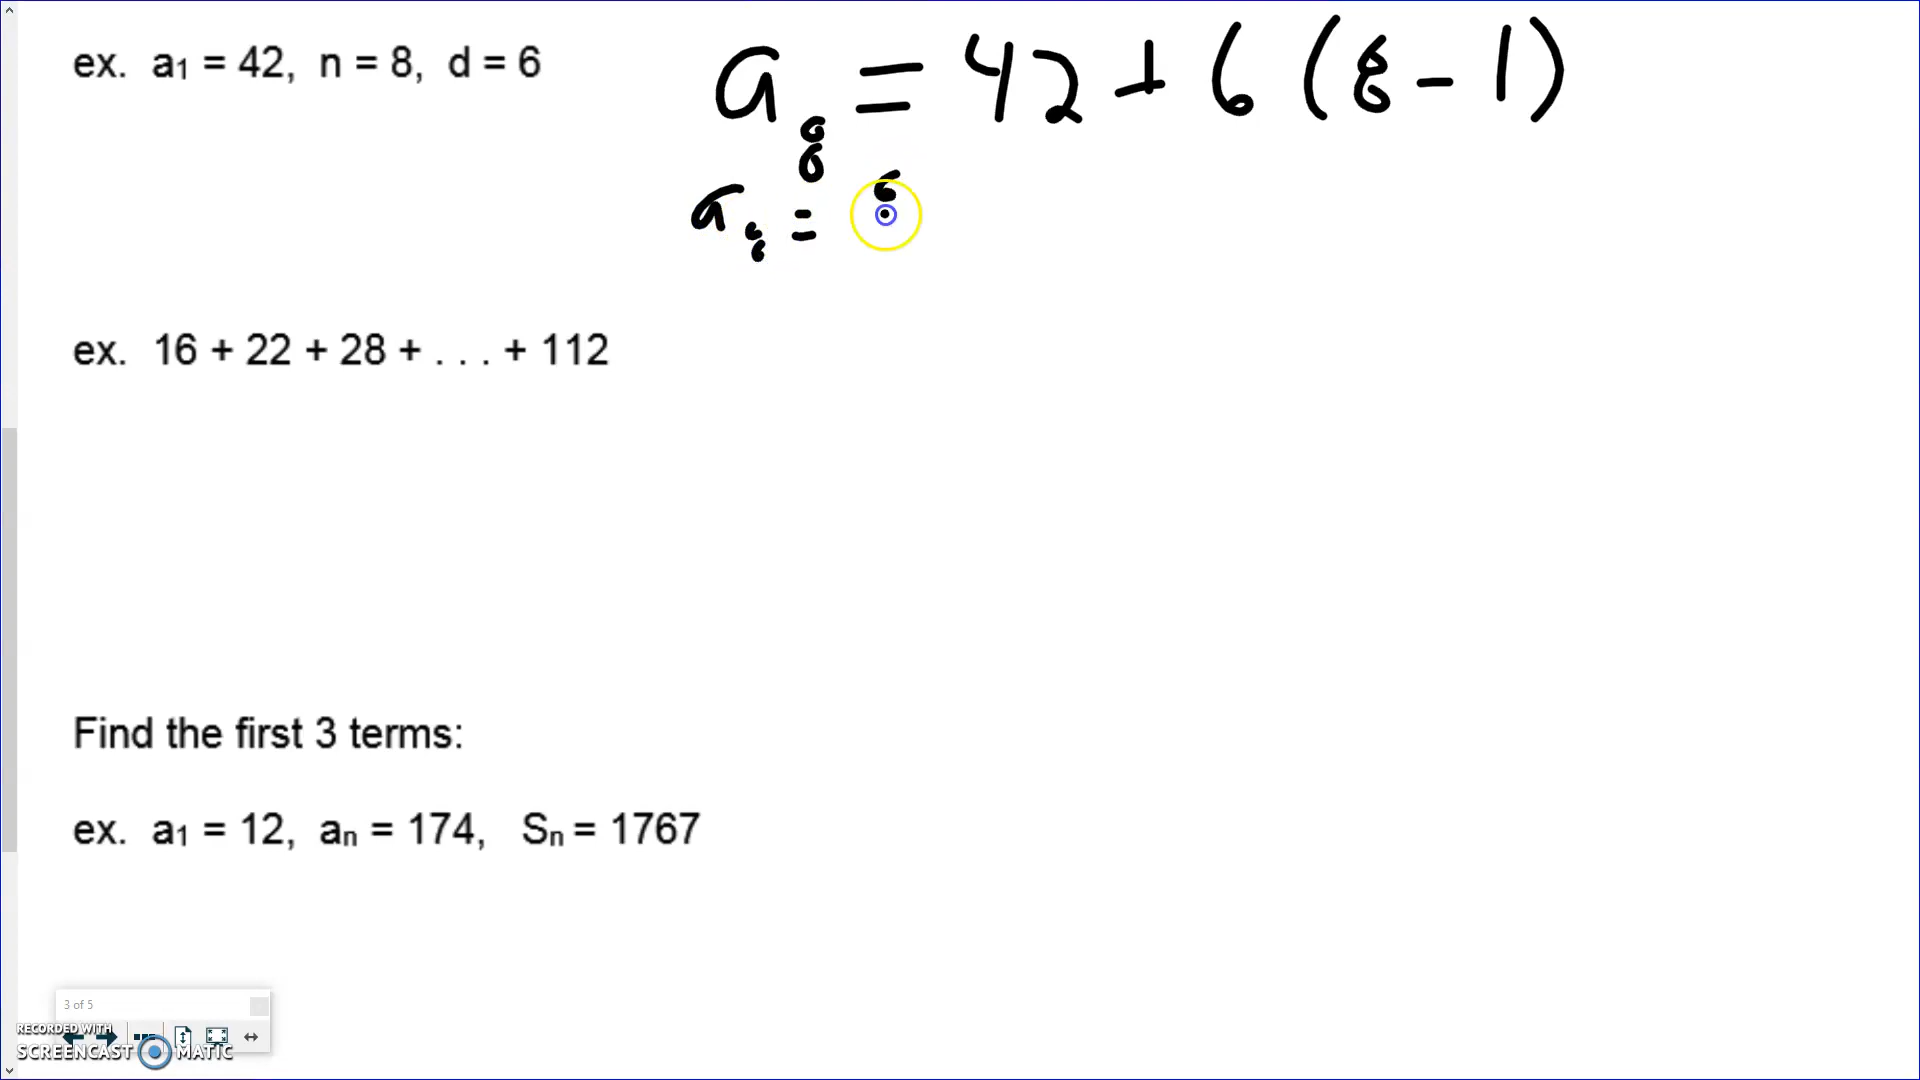 ex. a₁ = 42, n = 8, d = 6
a₈ = 42 + 6 (8 - 1)
a₈ =
ex. 16 + 22 + 28 + . . . + 112
Find the first 3 terms:
ex. a₁ = 12, aₙ = 174, Sₙ = 1767
3 of 5
RECORDED WITH
SCREENCAST MATIC